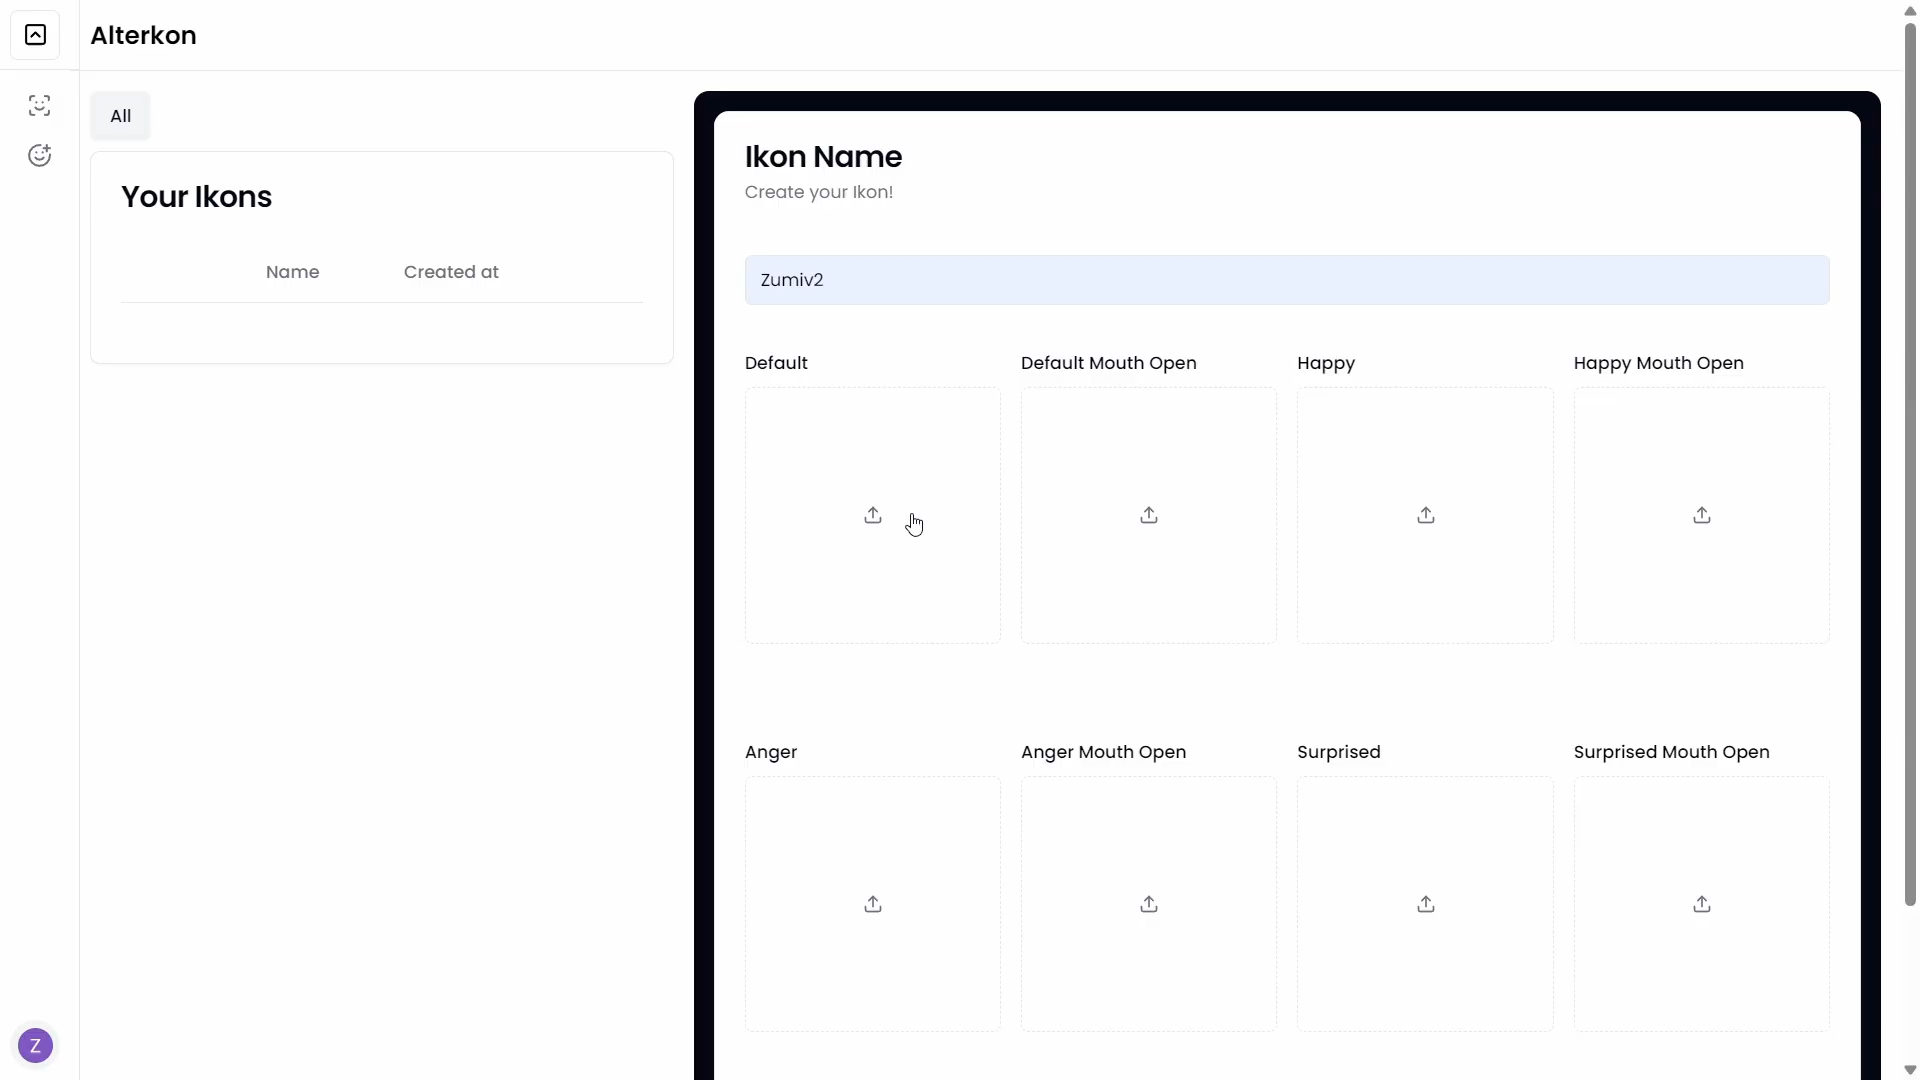 Alterkon
All
Your Ikons
Name Created at
Ikon Name
Create your Ikon!
Zumiv2
Default Default Mouth Open Happy Happy Mouth Open
Anger Anger Mouth Open Surprised Surprised Mouth Open
Z